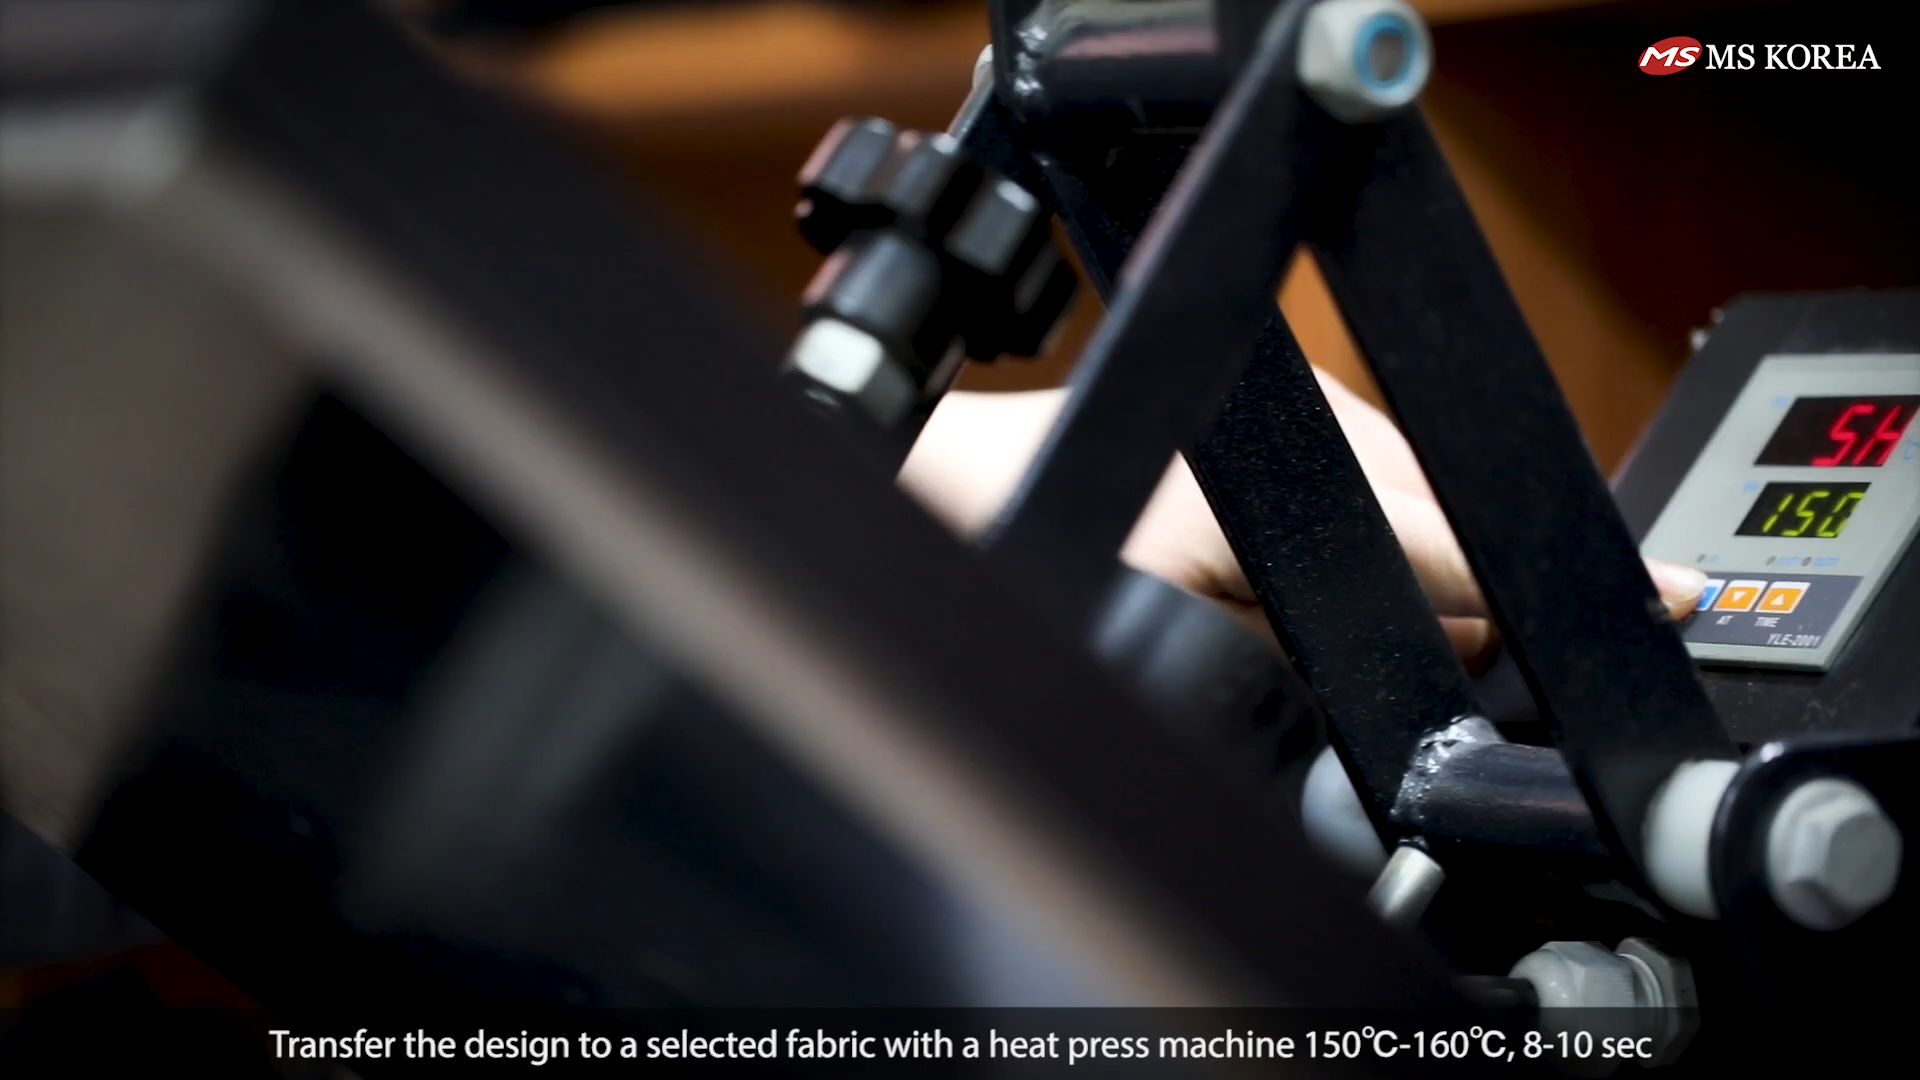 MS MS KOREA
SH
150
AT TIME
YLE-2001
Transfer the design to a selected fabric with a heat press machine 150℃-160℃, 8-10 sec